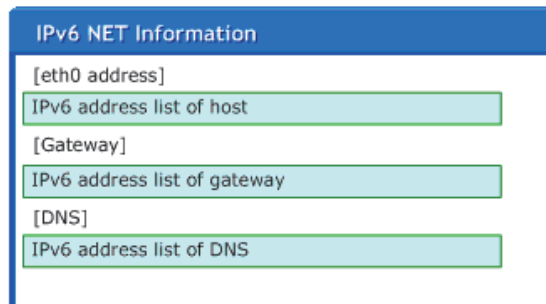 IPv6 NET Information
[eth0 address]
IPv6 address list of host
[Gateway]
IPv6 address list of gateway
[DNS]
IPv6 address list of DNS